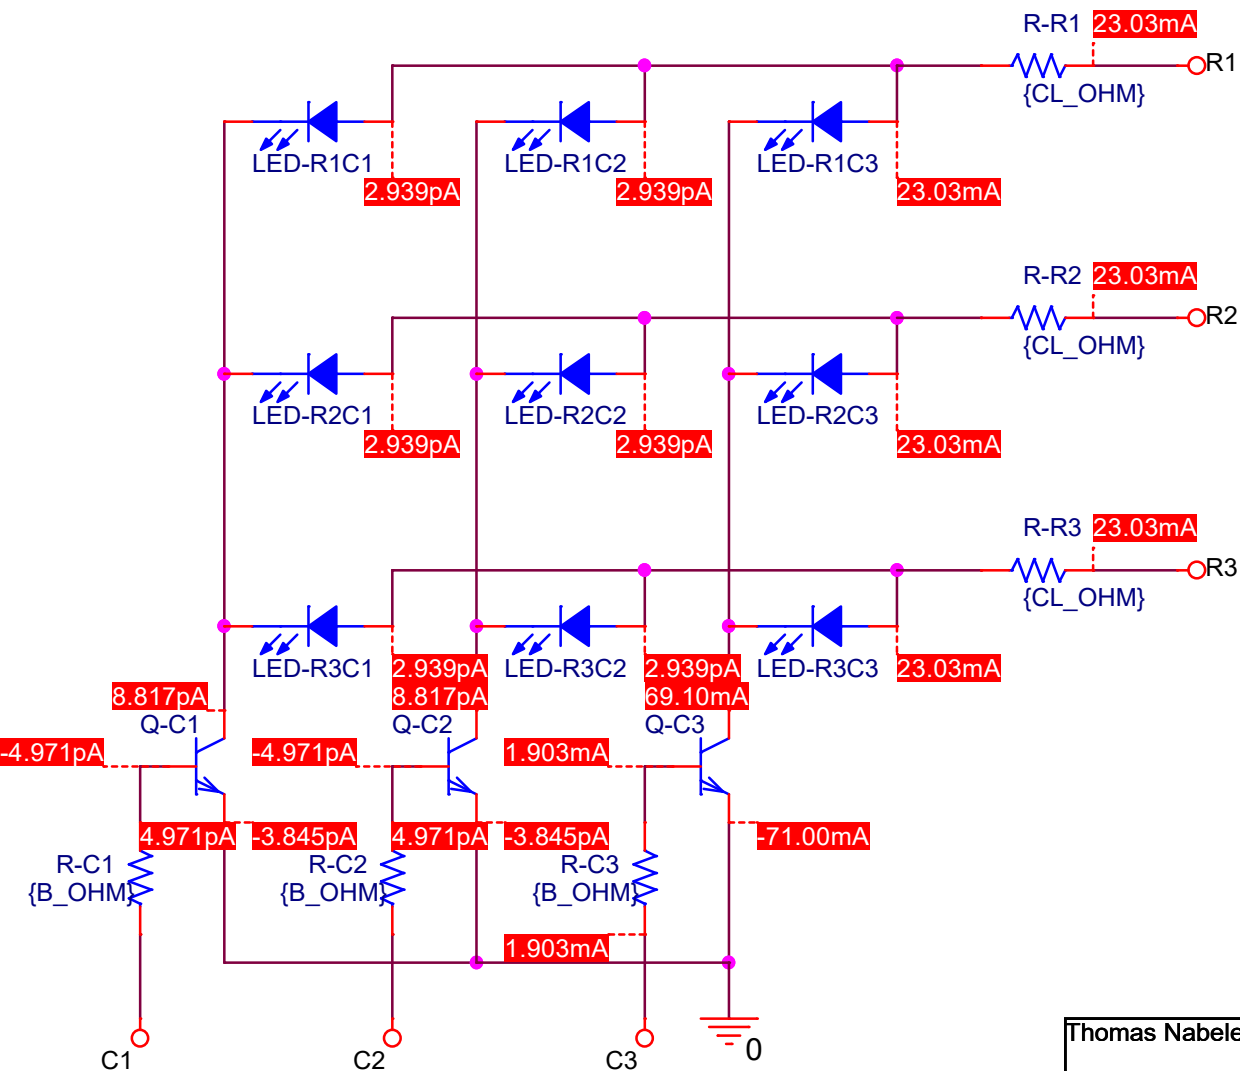 R-R1 23.03mA
R1
{CL_OHM}
LED-R1C1 LED-R1C2 LED-R1C3
2.939pA 2.939pA 23.03mA
R-R2 23.03mA
R2
{CL_OHM}
LED-R2C1 LED-R2C2 LED-R2C3
2.939pA 2.939pA 23.03mA
R-R3 23.03mA
R3
{CL_OHM}
LED-R3C1 2.939pA LED-R3C2 2.939pA LED-R3C3 23.03mA
8.817pA 8.817pA 69.10mA
Q-C1 Q-C2 Q-C3
-4.971pA -4.971pA 1.903mA
4.971pA -3.845pA 4.971pA -3.845pA -71.00mA
R-C1 R-C2 R-C3
{B_OHM} {B_OHM} {B_OHM}
1.903mA
C1 C2 C3 0